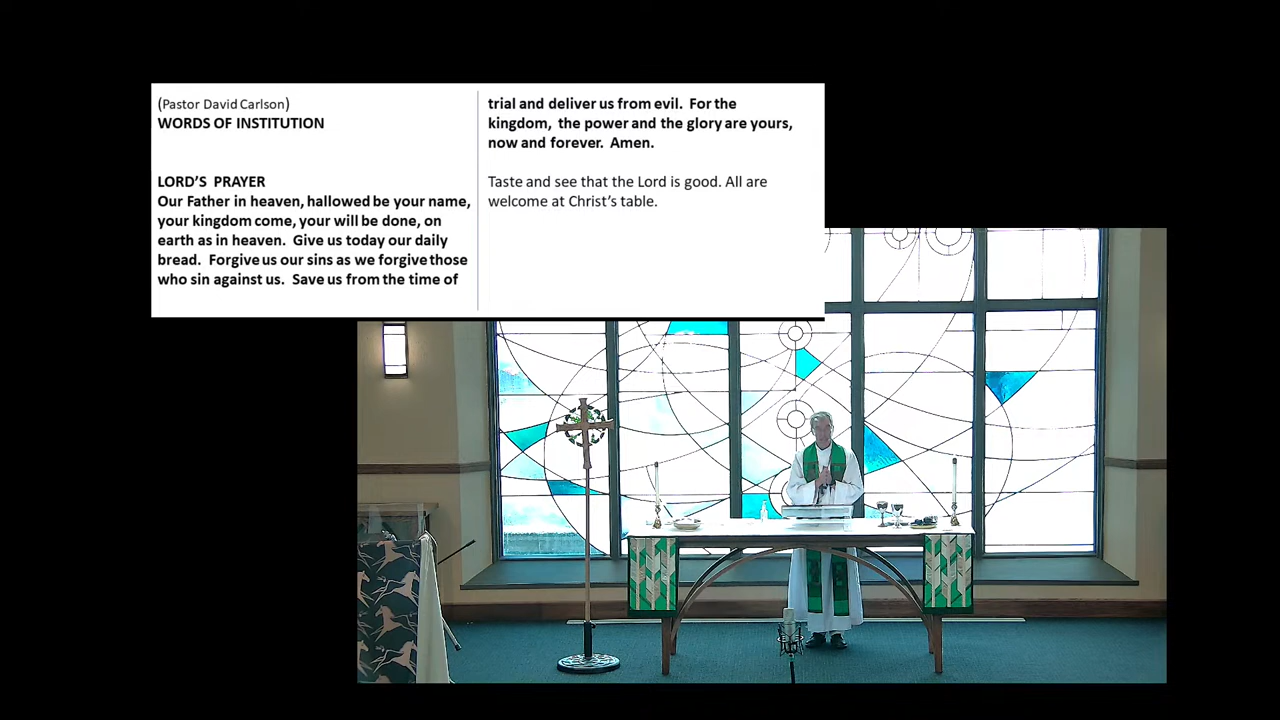 (Pastor David Carlson)
WORDS OF INSTITUTION
LORD'S PRAYER
Our Father in heaven, hallowed be your name,
your kingdom come, your will be done, on
earth as in heaven. Give us today our daily
bread. Forgive us our sins as we forgive those
who sin against us. Save us from the time of
trial and deliver us from evil. For the
kingdom, the power and the glory are yours,
now and forever. Amen.
Taste and see that the Lord is good. All are
welcome at Christ's table.